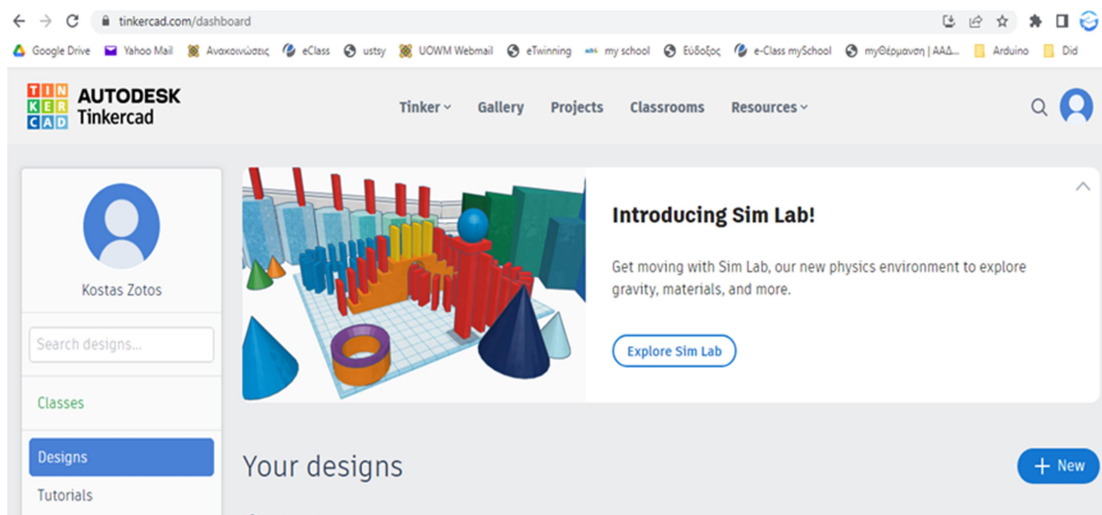 tinkercad.com/dashboard
Google Drive Yahoo Mail Ανακοινώσεις eClass ustsy UOWM Webmail eTwinning my school Εύδοξος e-Class mySchool myΘέρμανση | ΑΑΔ... Arduino Did
TIN
KER
CAD
AUTODESK
Tinkercad
Tinker Gallery Projects Classrooms Resources
Kostas Zotos
Search designs...
Classes
Designs
Tutorials
Introducing Sim Lab!
Get moving with Sim Lab, our new physics environment to explore
gravity, materials, and more.
Explore Sim Lab
Your designs
+ New